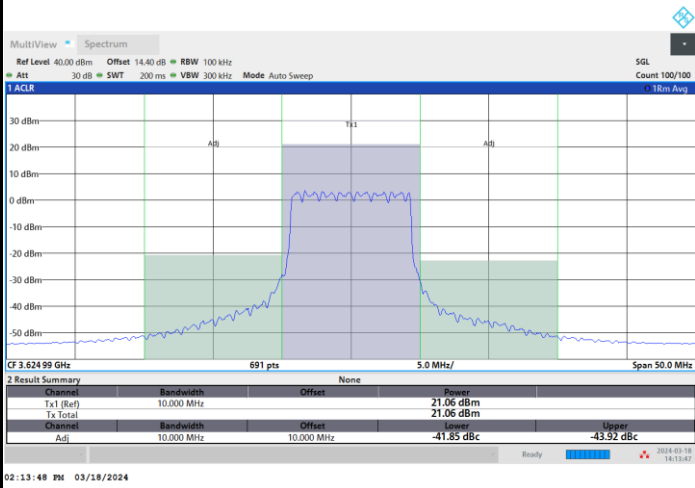 MultiView Spectrum
Ref Level 40.00 dBm Offset 14.40 dB RBW 100 kHz SGL
Att 30 dB SWT 200 ms VBW 300 kHz Mode Auto Sweep Count 100/100
1 ACLR 1Rm Avg
30 dBm
Tx1
20 dBm
Adj Adj
10 dBm
0 dBm
-10 dBm
-20 dBm
-30 dBm
-40 dBm
-50 dBm
CF 3.624 99 GHz 691 pts 5.0 MHz/ Span 50.0 MHz
2 Result Summary None
Channel Bandwidth Offset Power
Tx1 (Ref) 10.000 MHz 21.06 dBm
Tx Total 21.06 dBm
Channel Bandwidth Offset Lower Upper
Adj 10.000 MHz 10.000 MHz -41.85 dBc -43.92 dBc
Ready 2024-03-18
14:13:47
02:13:48 PM 03/18/2024